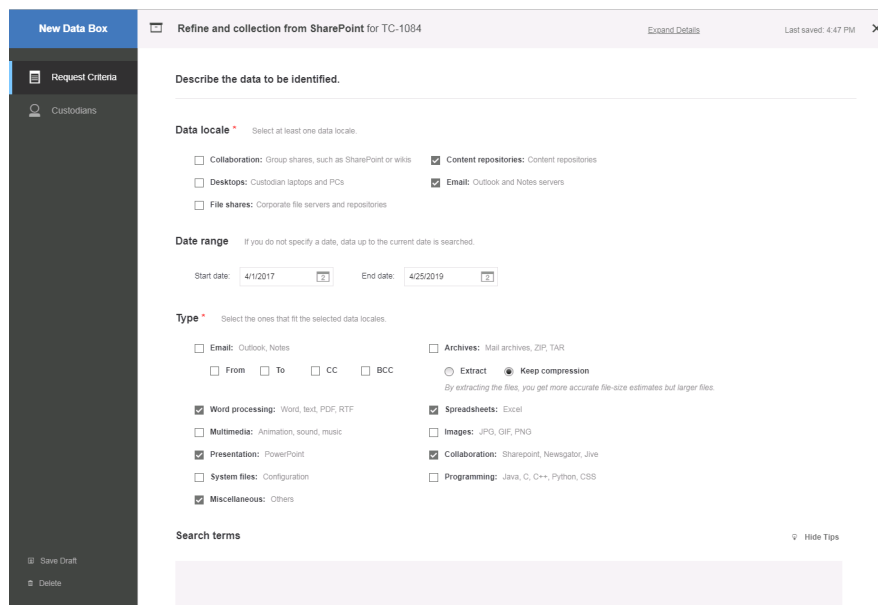 New Data Box
Refine and collection from SharePoint for TC-1084
Expand Details
Last saved: 4:47 PM
Request Criteria
Custodians
Describe the data to be identified.
Data locale * Select at least one data locale.
Collaboration: Group shares, such as SharePoint or wikis
Content repositories: Content repositories
Desktops: Custodian laptops and PCs
Email: Outlook and Notes servers
File shares: Corporate file servers and repositories
Date range If you do not specify a date, data up to the current date is searched.
Start date: 4/1/2017 2 End date: 4/25/2019 2
Type * Select the ones that fit the selected data locales.
Email: Outlook, Notes
Archives: Mail archives, ZIP, TAR
From To CC BCC
Extract Keep compression
By extracting the files, you get more accurate file-size estimates but larger files.
Word processing: Word, text, PDF, RTF
Spreadsheets: Excel
Multimedia: Animation, sound, music
Images: JPG, GIF, PNG
Presentation: PowerPoint
Collaboration: Sharepoint, Newsgator, Jive
System files: Configuration
Programming: Java, C, C++, Python, CSS
Miscellaneous: Others
Search terms
Hide Tips
Save Draft
Delete